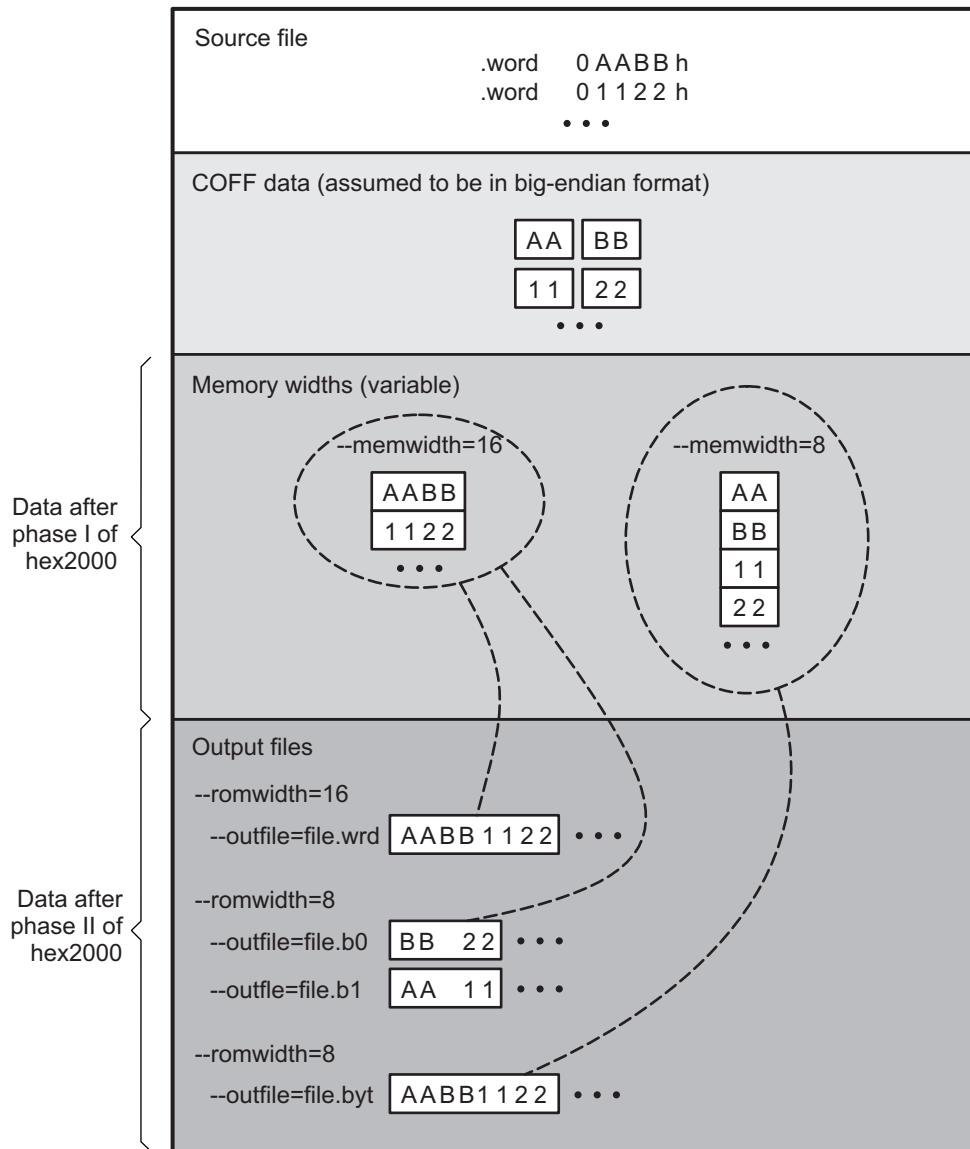 Source file
.word 0AABBh
.word 01122h
• • •
COFF data (assumed to be in big-endian format)
AA BB
11 22
• • •
Data after
phase I of
hex2000
Memory widths (variable)
--memwidth=16
AABB
1122
• • •
--memwidth=8
AA
BB
11
22
• • •
Data after
phase II of
hex2000
Output files
--romwidth=16
--outfile=file.wrd AABB1122 • • •
--romwidth=8
--outfile=file.b0 BB 22 • • •
--outfle=file.b1 AA 11 • • •
--romwidth=8
--outfile=file.byt AABB1122 • • •